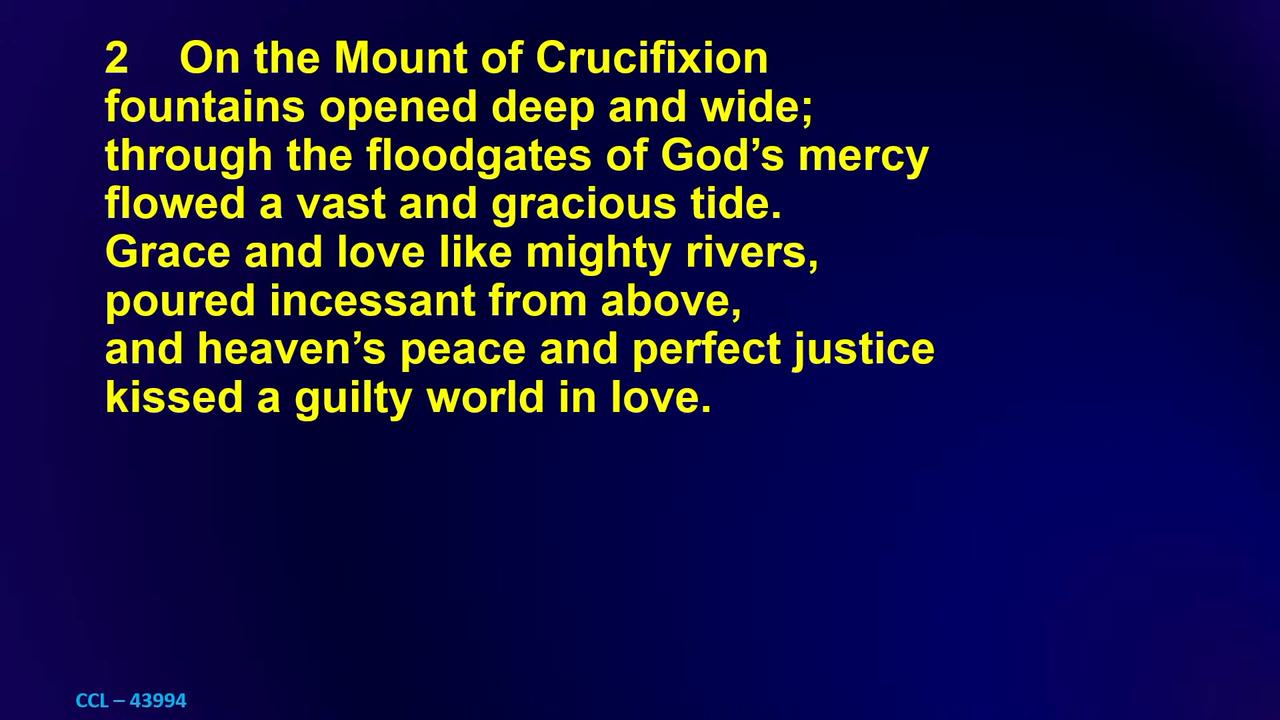 2 On the Mount of Crucifixion
fountains opened deep and wide;
through the floodgates of God’s mercy
flowed a vast and gracious tide.
Grace and love like mighty rivers,
poured incessant from above,
and heaven’s peace and perfect justice
kissed a guilty world in love.
CCL – 43994